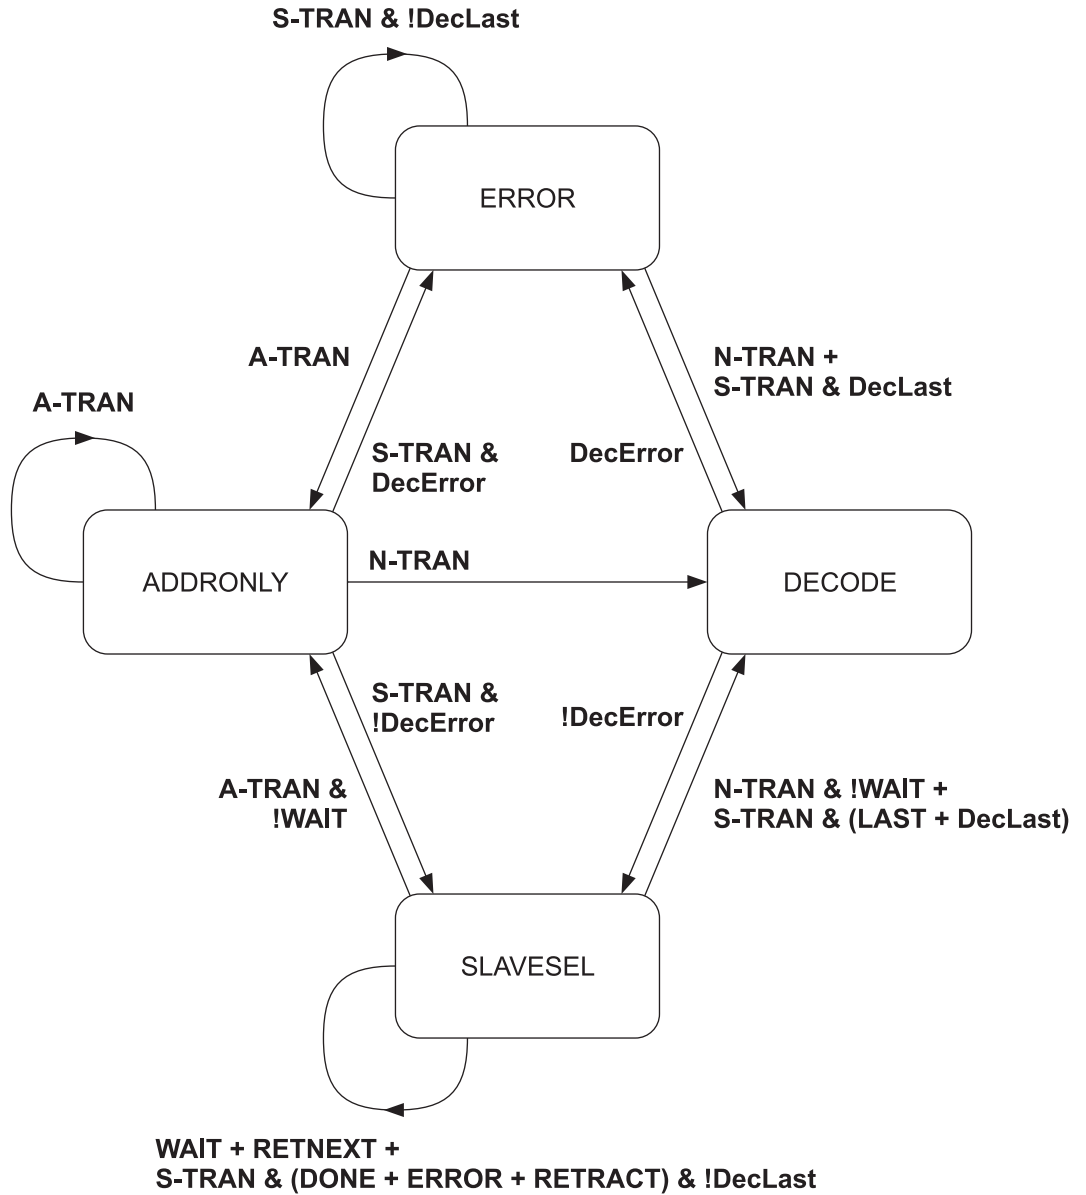 S-TRAN & !DecLast
ERROR
A-TRAN
N-TRAN +
S-TRAN & DecLast
A-TRAN
S-TRAN &
DecError
DecError
N-TRAN
ADDRONLY
DECODE
S-TRAN &
!DecError
!DecError
A-TRAN &
!WAIT
N-TRAN & !WAIT +
S-TRAN & (LAST + DecLast)
SLAVESEL
WAIT + RETNEXT +
S-TRAN & (DONE + ERROR + RETRACT) & !DecLast